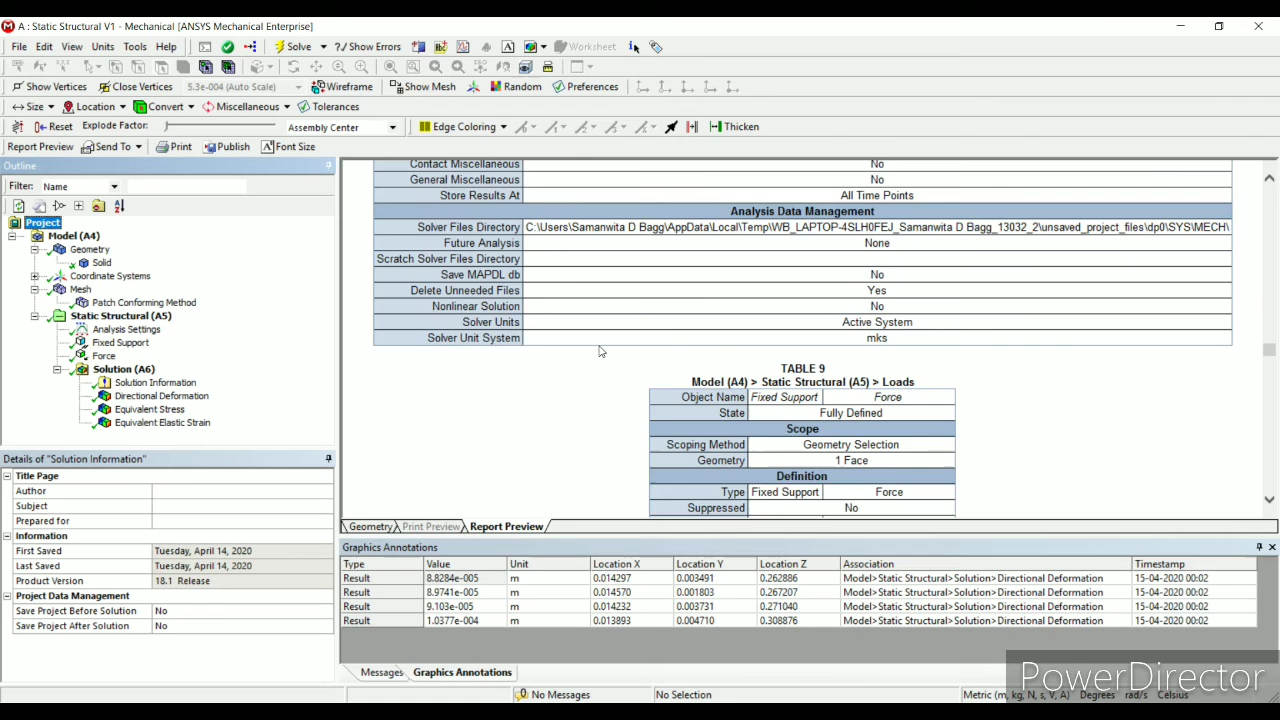 A : Static Structural V1 - Mechanical [ANSYS Mechanical Enterprise]
File Edit View Units Tools Help Solve ?/ Show Errors Worksheet
Show Vertices Close Vertices 5.3e-004 (Auto Scale) Wireframe Show Mesh Random Preferences
Size Location Convert Miscellaneous Tolerances
Reset Explode Factor: Assembly Center Edge Coloring Thicken
Report Preview Send To Print Publish Font Size
Outline
Filter: Name
Project
Model (A4)
Geometry
Solid
Coordinate Systems
Mesh
Patch Conforming Method
Static Structural (A5)
Analysis Settings
Fixed Support
Force
Solution (A6)
Solution Information
Directional Deformation
Equivalent Stress
Equivalent Elastic Strain
Details of "Solution Information"
Title Page
Author
Subject
Prepared for
Information
First Saved Tuesday, April 14, 2020
Last Saved Tuesday, April 14, 2020
Product Version 18.1 Release
Project Data Management
Save Project Before Solution No
Save Project After Solution No
Contact Miscellaneous No
General Miscellaneous No
Store Results At All Time Points
Analysis Data Management
Solver Files Directory C:\Users\Samanwita D Bagg\AppData\Local\Temp\WB_LAPTOP-4SLH0FEJ_Samanwita D Bagg_13032_2\unsaved_project_files\dp0\SYS\MECH\
Future Analysis None
Scratch Solver Files Directory
Save MAPDL db No
Delete Unneeded Files Yes
Nonlinear Solution No
Solver Units Active System
Solver Unit System mks
TABLE 9
Model (A4) > Static Structural (A5) > Loads
Object Name Fixed Support Force
State Fully Defined
Scope
Scoping Method Geometry Selection
Geometry 1 Face
Definition
Type Fixed Support Force
Suppressed No
Geometry Print Preview Report Preview
Graphics Annotations
Type Value Unit Location X Location Y Location Z Association Timestamp
Result 8.8284e-005 m 0.014297 0.003491 0.262886 Model>Static Structural>Solution>Directional Deformation 15-04-2020 00:02
Result 8.9741e-005 m 0.014570 0.001803 0.267207 Model>Static Structural>Solution>Directional Deformation 15-04-2020 00:02
Result 9.103e-005 m 0.014232 0.003731 0.271040 Model>Static Structural>Solution>Directional Deformation 15-04-2020 00:02
Result 1.0377e-004 m 0.013893 0.004710 0.308876 Model>Static Structural>Solution>Directional Deformation 15-04-2020 00:02
Messages Graphics Annotations
PowerDirector
No Messages No Selection Metric (m, kg, N, s, V, A) Degrees rad/s Celsius